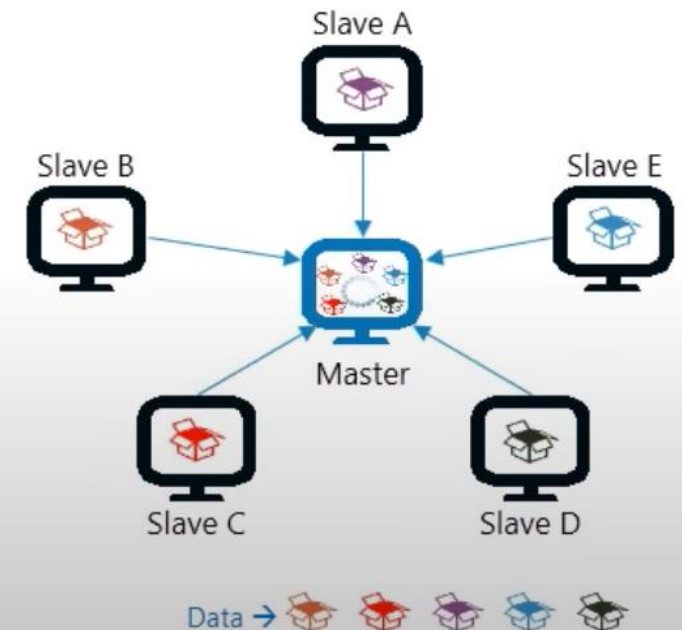 Slave A
Slave B
Slave E
Master
Slave C
Slave D
Data →